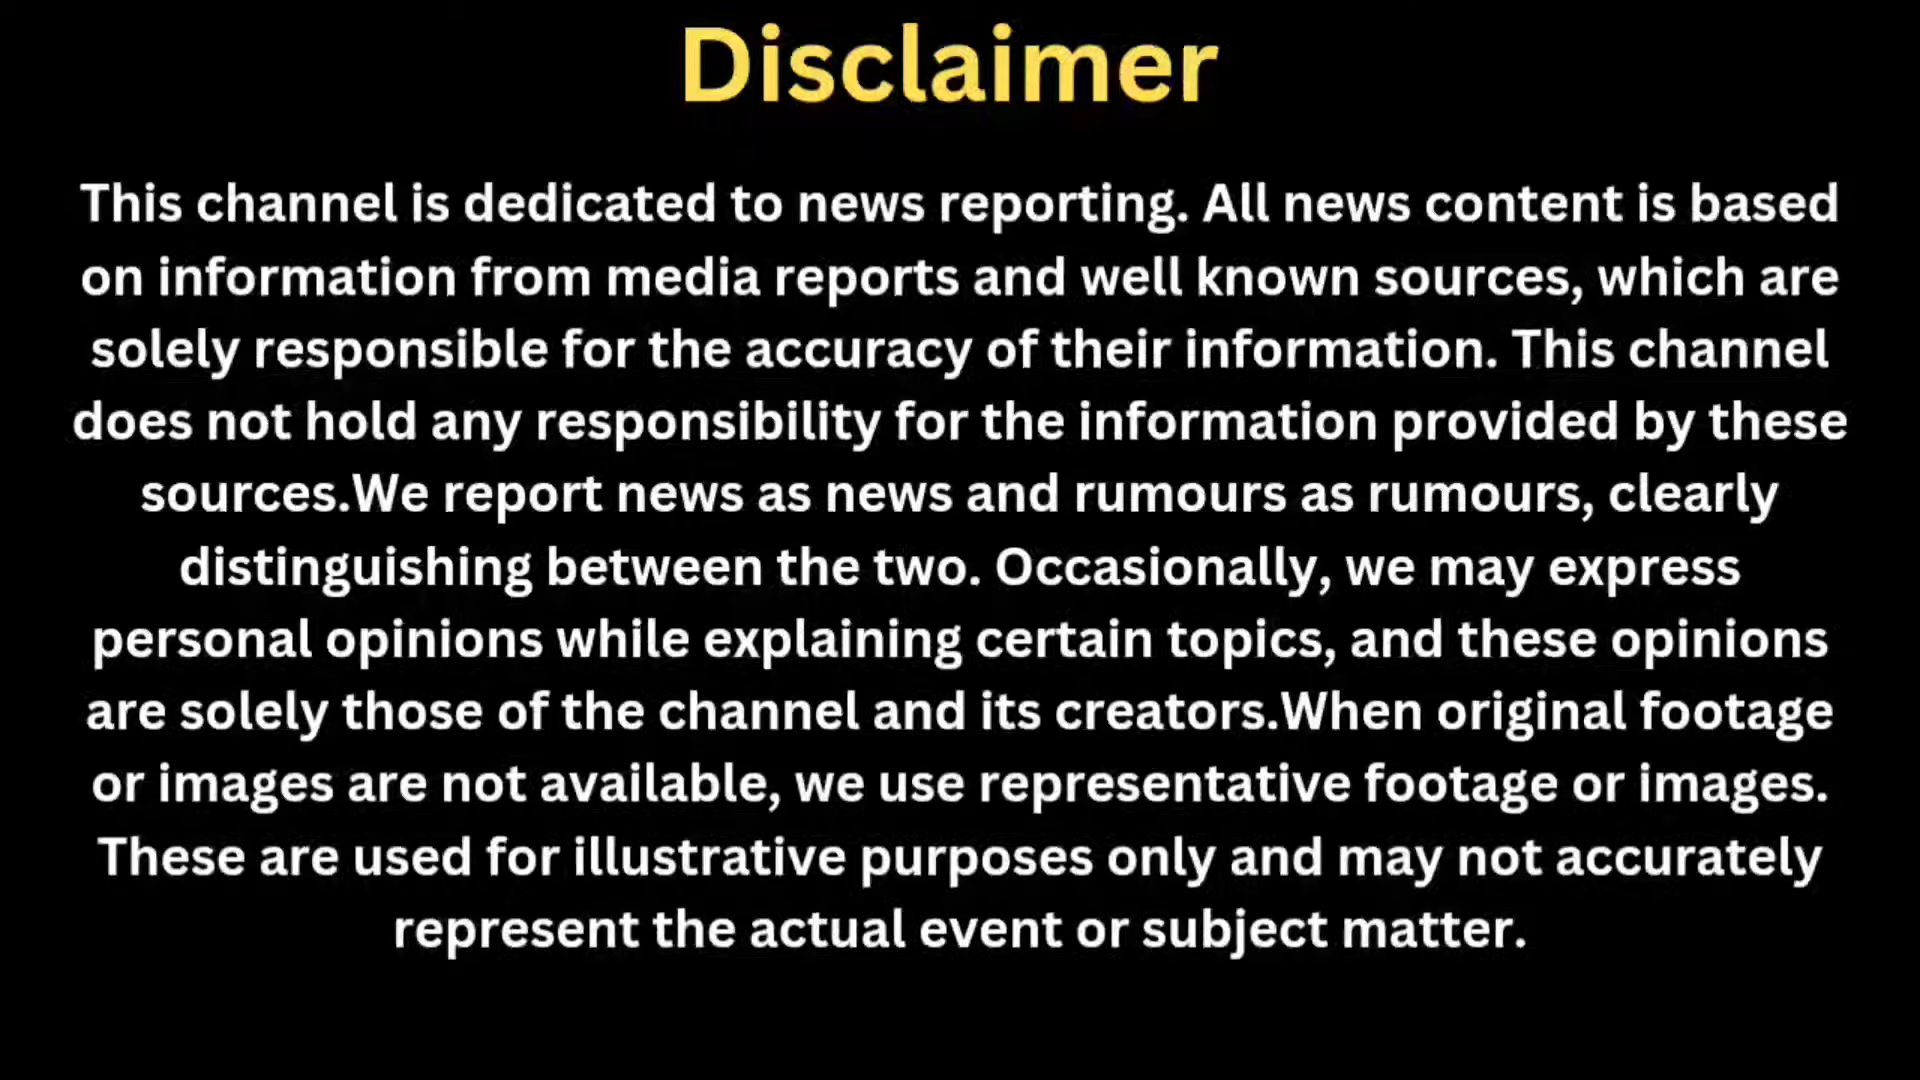 Disclaimer
This channel is dedicated to news reporting. All news content is based
on information from media reports and well known sources, which are
solely responsible for the accuracy of their information. This channel
does not hold any responsibility for the information provided by these
sources.We report news as news and rumours as rumours, clearly
distinguishing between the two. Occasionally, we may express
personal opinions while explaining certain topics, and these opinions
are solely those of the channel and its creators.When original footage
or images are not available, we use representative footage or images.
These are used for illustrative purposes only and may not accurately
represent the actual event or subject matter.